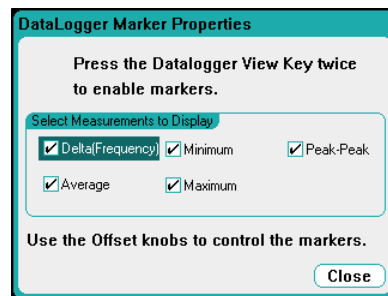 DataLogger Marker Properties
Press the Datalogger View Key twice
to enable markers.
Select Measurements to Display
Delta(Frequency) Minimum Peak-Peak
Average Maximum
Use the Offset knobs to control the markers.
Close